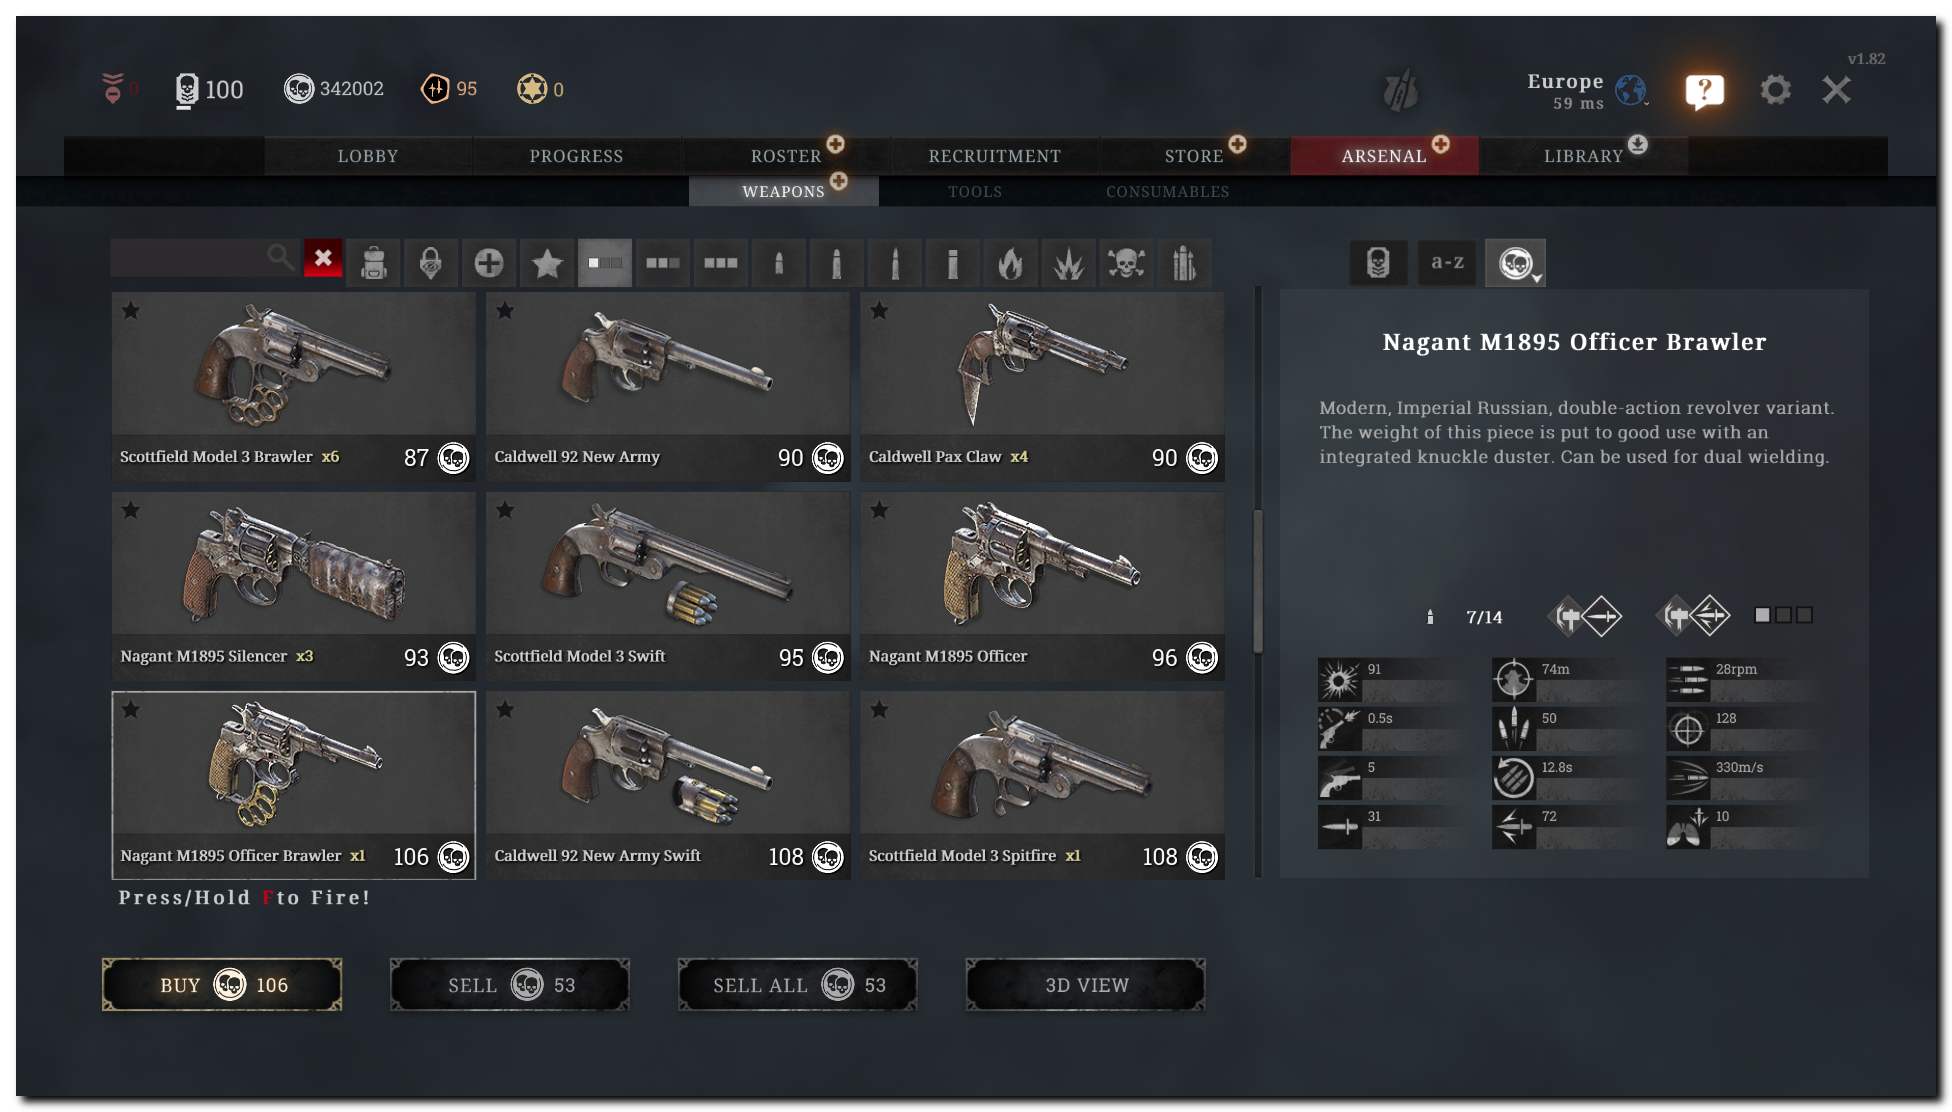 v1.82
0
100
342002
95
0
Europe
59 ms
?
LOBBY
PROGRESS
ROSTER
RECRUITMENT
STORE
ARSENAL
LIBRARY
WEAPONS
TOOLS
CONSUMABLES
a-z
Scottfield Model 3 Brawler x6
87
Caldwell 92 New Army
90
Caldwell Pax Claw x4
90
Nagant M1895 Silencer x3
93
Scottfield Model 3 Swift
95
Nagant M1895 Officer
96
Nagant M1895 Officer Brawler x1
106
Caldwell 92 New Army Swift
108
Scottfield Model 3 Spitfire x1
108
Press/Hold F to Fire!
BUY 106
SELL 53
SELL ALL 53
3D VIEW
Nagant M1895 Officer Brawler
Modern, Imperial Russian, double-action revolver variant.
The weight of this piece is put to good use with an
integrated knuckle duster. Can be used for dual wielding.
7/14
91
74m
28rpm
0.5s
50
128
5
12.8s
330m/s
31
72
10